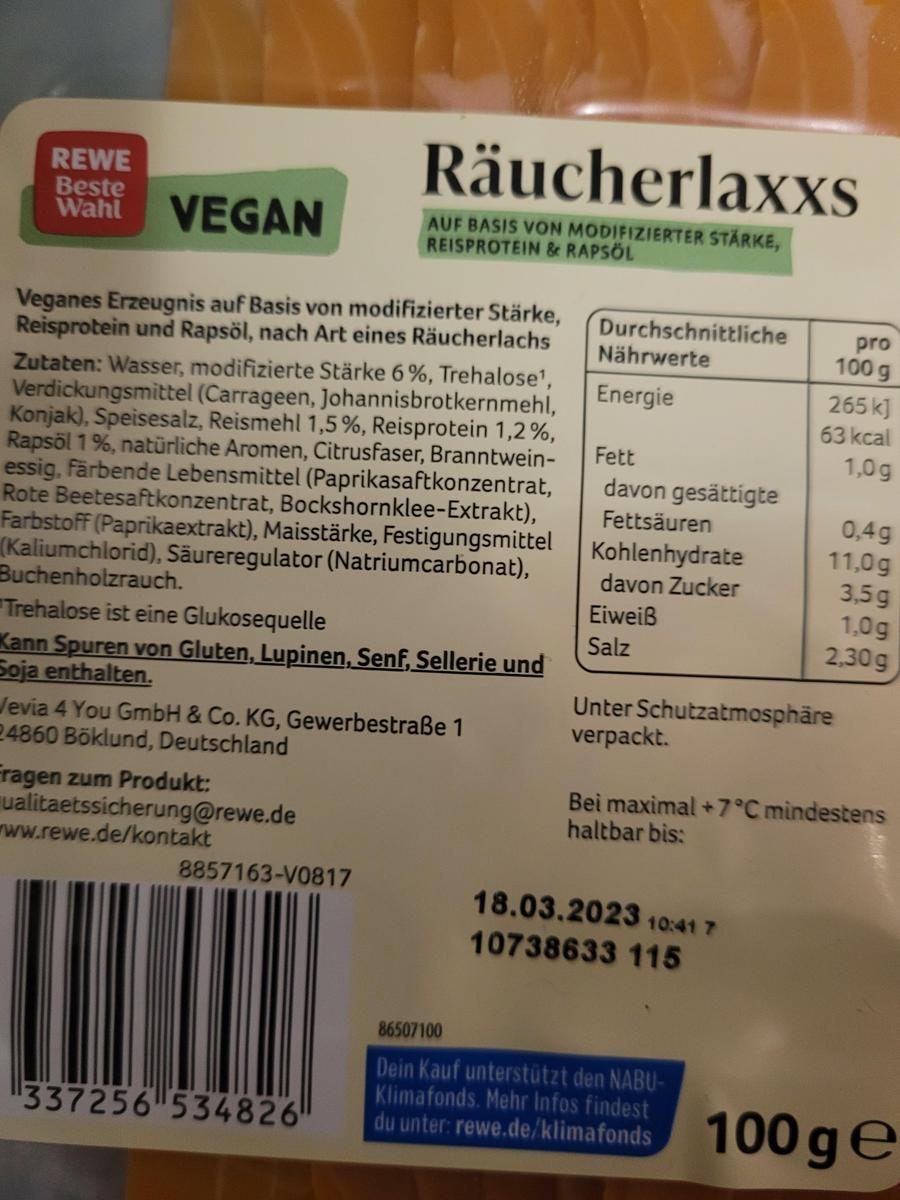 REWE
Beste
Wahl
VEGAN
Räucherlaxxs
AUF BASIS VON MODIFIZIERTER STÄRKE,
REISPROTEIN & RAPSÖL
Veganes Erzeugnis auf Basis von modifizierter Stärke,
Reisprotein und Rapsöl, nach Art eines Räucherlachs
Zutaten: Wasser, modifizierte Stärke 6 %, Trehalose¹,
Verdickungsmittel (Carrageen, Johannisbrotkernmehl,
Konjak), Speisesalz, Reismehl 1,5 %, Reisprotein 1,2 %,
Rapsöl 1 %, natürliche Aromen, Citrusfaser, Branntwein-
essig, färbende Lebensmittel (Paprikasaftkonzentrat,
Rote Beetesaftkonzentrat, Bockshornklee-Extrakt),
Farbstoff (Paprikaextrakt), Maisstärke, Festigungsmittel
(Kaliumchlorid), Säureregulator (Natriumcarbonat),
Buchenholzrauch.
¹Trehalose ist eine Glukosequelle
Kann Spuren von Gluten, Lupinen, Senf, Sellerie und
Soja enthalten.
Vevia 4 You GmbH & Co. KG, Gewerbestraße 1
24860 Böklund, Deutschland
Fragen zum Produkt:
qualitaetssicherung@rewe.de
www.rewe.de/kontakt
8857163-V0817
337256 534826
Durchschnittliche Nährwerte pro 100 g
Energie 265 kJ
63 kcal
Fett 1,0 g
davon gesättigte
Fettsäuren 0,4 g
Kohlenhydrate 11,0 g
davon Zucker 3,5 g
Eiweiß 1,0 g
Salz 2,30 g
Unter Schutzatmosphäre
verpackt.
Bei maximal +7 °C mindestens
haltbar bis:
18.03.2023 10:41 7
10738633 115
86507100
Dein Kauf unterstützt den NABU-
Klimafonds. Mehr Infos findest
du unter: rewe.de/klimafonds
100 g e